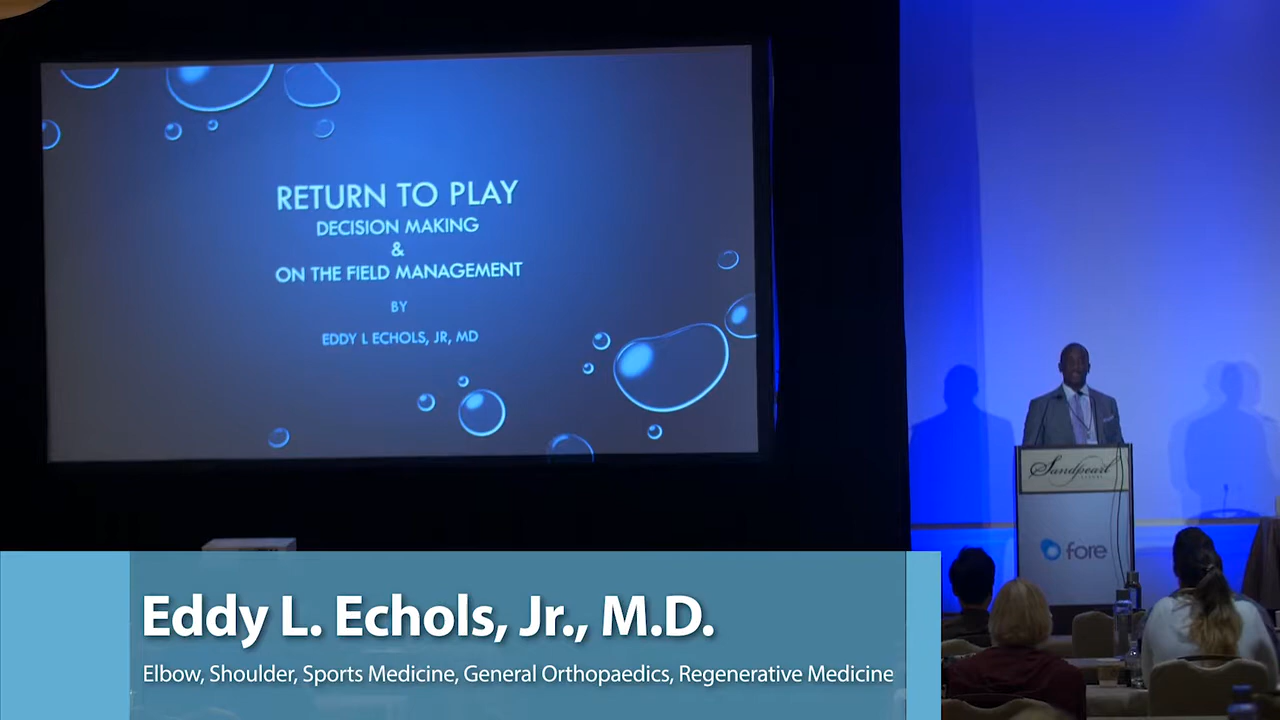 RETURN TO PLAY
DECISION MAKING
&
ON THE FIELD MANAGEMENT
BY
EDDY L ECHOLS, JR, MD
Sandpearl
fore
Eddy L. Echols, Jr., M.D.
Elbow, Shoulder, Sports Medicine, General Orthopaedics, Regenerative Medicine